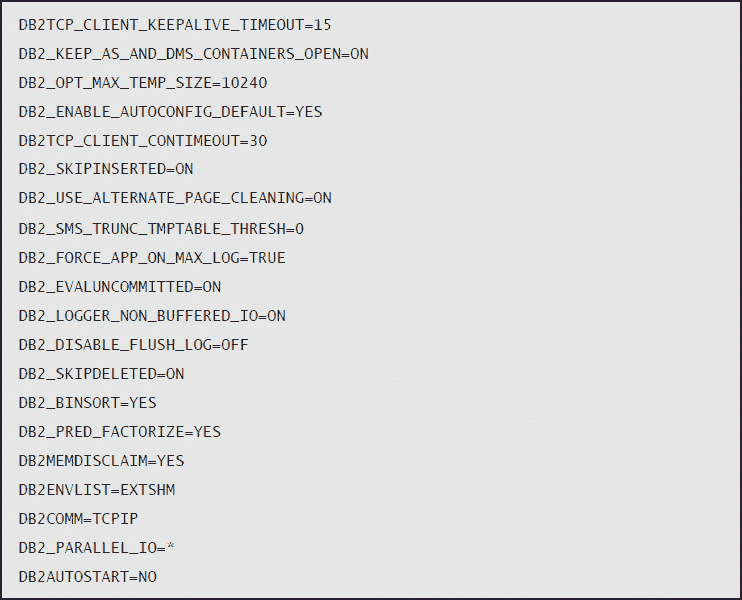 DB2TCP_CLIENT_KEEPALIVE_TIMEOUT=15
DB2_KEEP_AS_AND_DMS_CONTAINERS_OPEN=ON
DB2_OPT_MAX_TEMP_SIZE=10240
DB2_ENABLE_AUTOCONFIG_DEFAULT=YES
DB2TCP_CLIENT_CONTIMEOUT=30
DB2_SKIPINSERTED=ON
DB2_USE_ALTERNATE_PAGE_CLEANING=ON
DB2_SMS_TRUNC_TMPTABLE_THRESH=0
DB2_FORCE_APP_ON_MAX_LOG=TRUE
DB2_EVALUNCOMMITTED=ON
DB2_LOGGER_NON_BUFFERED_IO=ON
DB2_DISABLE_FLUSH_LOG=OFF
DB2_SKIPDELETED=ON
DB2_BINSORT=YES
DB2_PRED_FACTORIZE=YES
DB2MEMDISCLAIM=YES
DB2ENVLIST=EXTSHM
DB2COMM=TCPIP
DB2_PARALLEL_IO=*
DB2AUTOSTART=NO